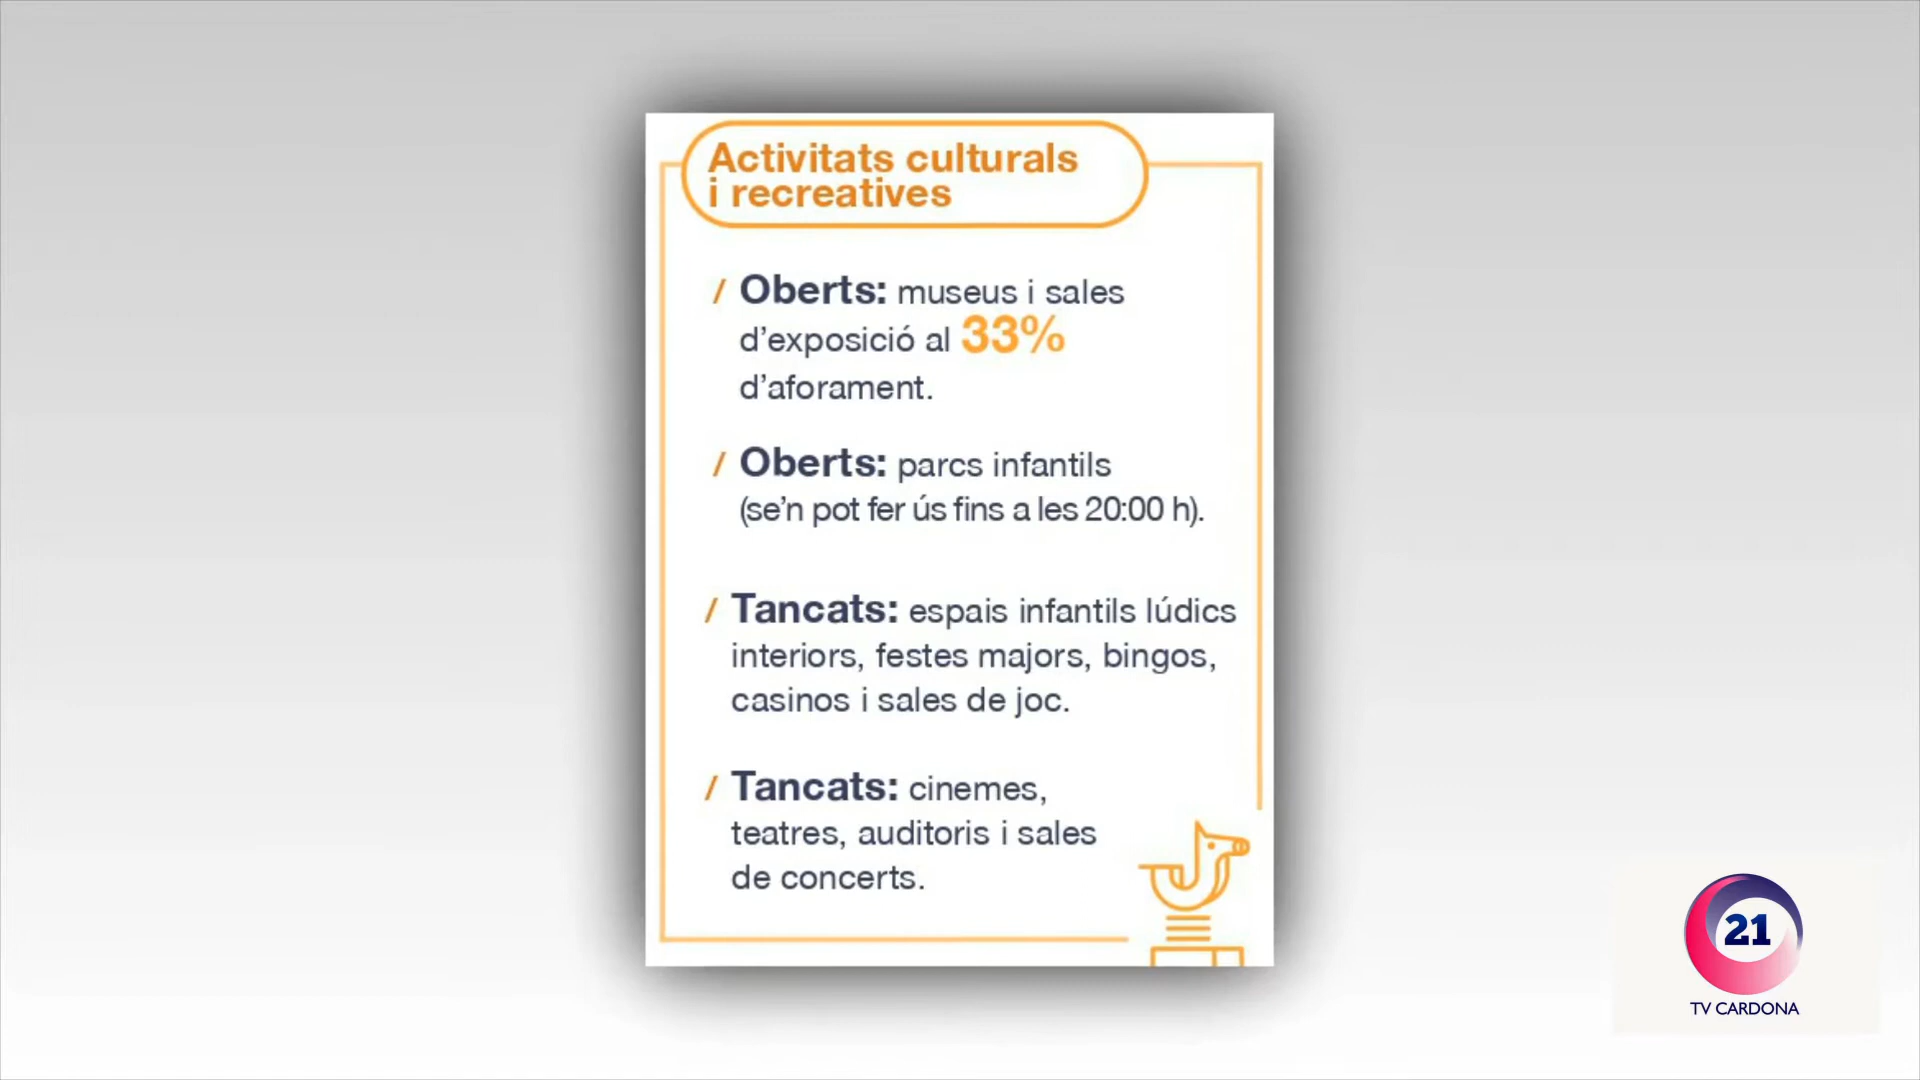 Activitats culturals
i recreatives
/ Oberts: museus i sales
d’exposició al 33%
d’aforament.
/ Oberts: parcs infantils
(se’n pot fer ús fins a les 20:00 h).
/ Tancats: espais infantils lúdics
interiors, festes majors, bingos,
casinos i sales de joc.
/ Tancats: cinemes,
teatres, auditoris i sales
de concerts.
21
TV CARDONA